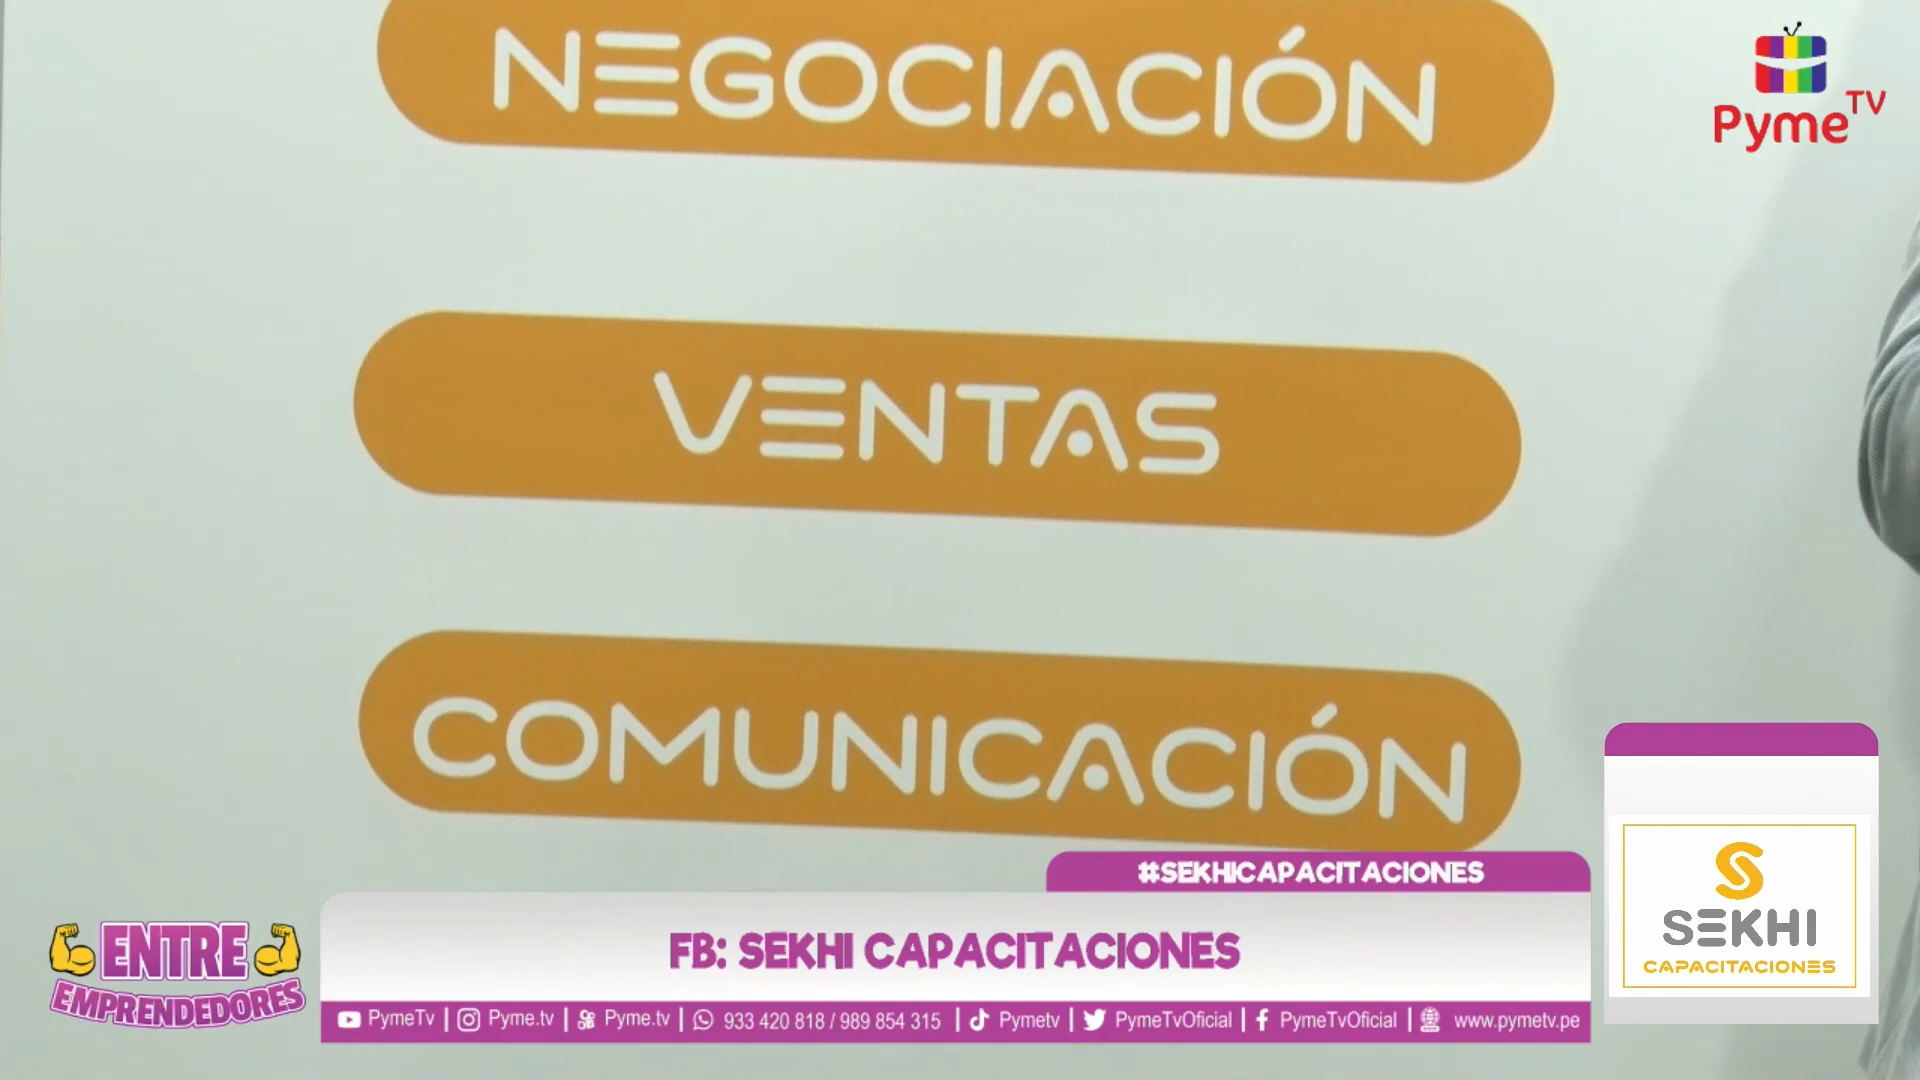 NEGOCIACIÓN
Pyme TV
VENTAS
COMUNICACIÓN
#SEKHICAPACITACIONES
FB: SEKHI CAPACITACIONES
S
SEKHI
CAPACITACIONES
ENTRE
EMPRENDEDORES
PymeTv | Pyme.tv | Pyme.tv | 933 420 818 / 989 854 315 | Pymetv | PymeTvOficial | PymeTvOficial | www.pymetv.pe